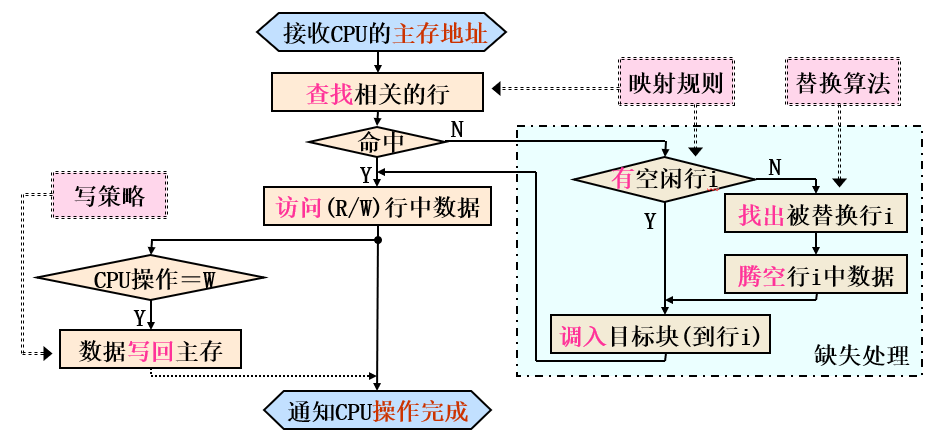 接收CPU的主存地址
查找相关的行
映射规则
替换算法
命中
N
Y
有空闲行i
N
Y
写策略
访问(R/W)行中数据
找出被替换行i
CPU操作=W
Y
腾空行i中数据
数据写回主存
调入目标块(到行i)
缺失处理
通知CPU操作完成